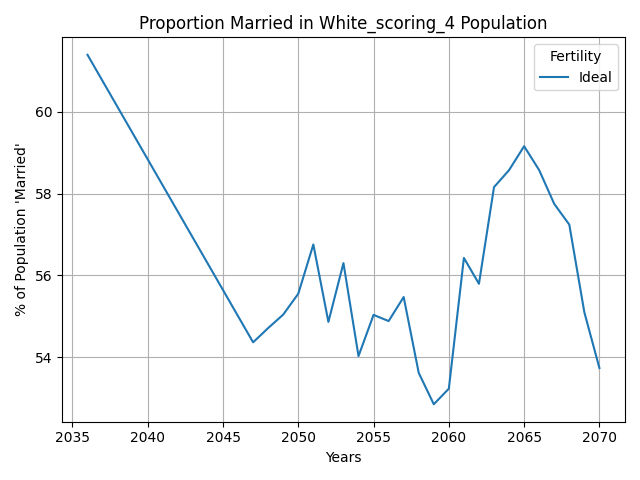 Proportion Married in White_scoring_4 Population
Fertility
Ideal
% of Population 'Married'
60
58
56
54
2035 2040 2045 2050 2055 2060 2065 2070
Years